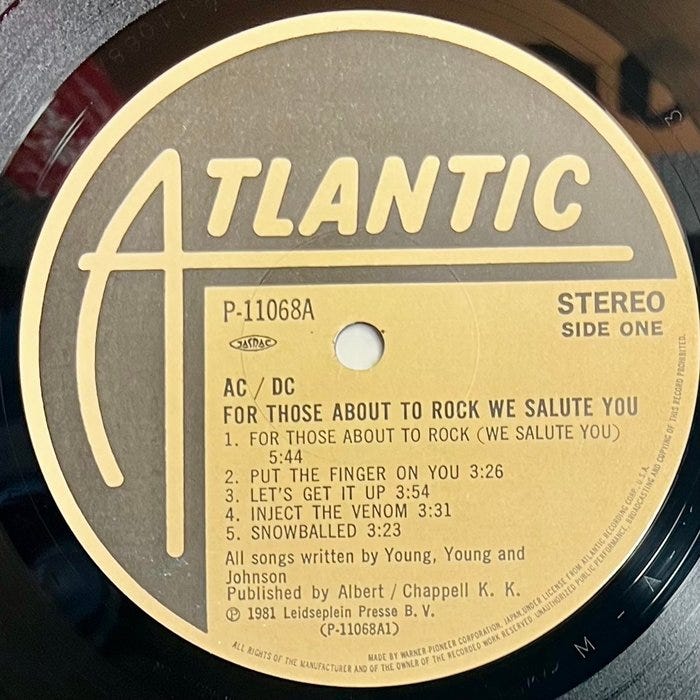 ATLANTIC
P-11068A
STEREO
SIDE ONE
JASRAC
AC / DC
FOR THOSE ABOUT TO ROCK WE SALUTE YOU
1. FOR THOSE ABOUT TO ROCK (WE SALUTE YOU)
5:44
2. PUT THE FINGER ON YOU 3:26
3. LET'S GET IT UP 3:54
4. INJECT THE VENOM 3:31
5. SNOWBALLED 3:23
All songs written by Young, Young and
Johnson
Published by Albert / Chappell K. K.
℗ 1981 Leidseplein Presse B. V.
(P-11068A1)
MADE BY WARNER-PIONEER CORPORATION, JAPAN, UNDER LICENSE FROM ATLANTIC RECORDING CORP., U.S.A.
ALL RIGHTS OF THE MANUFACTURER AND OF THE OWNER OF THE RECORDED WORK RESERVED. UNAUTHORIZED PUBLIC PERFORMANCE, BROADCASTING AND COPYING OF THIS RECORD PROHIBITED.
M - A -
3